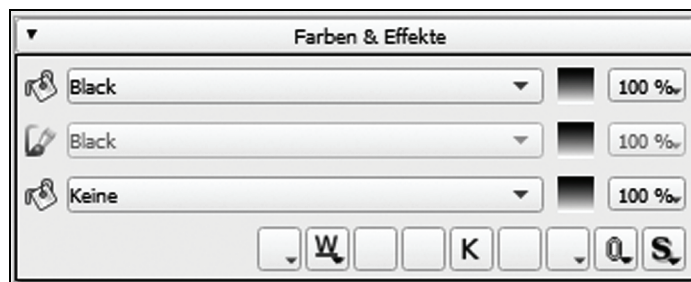 Farben & Effekte
Black 100 %
Black 100 %
Keine 100 %
W K O S